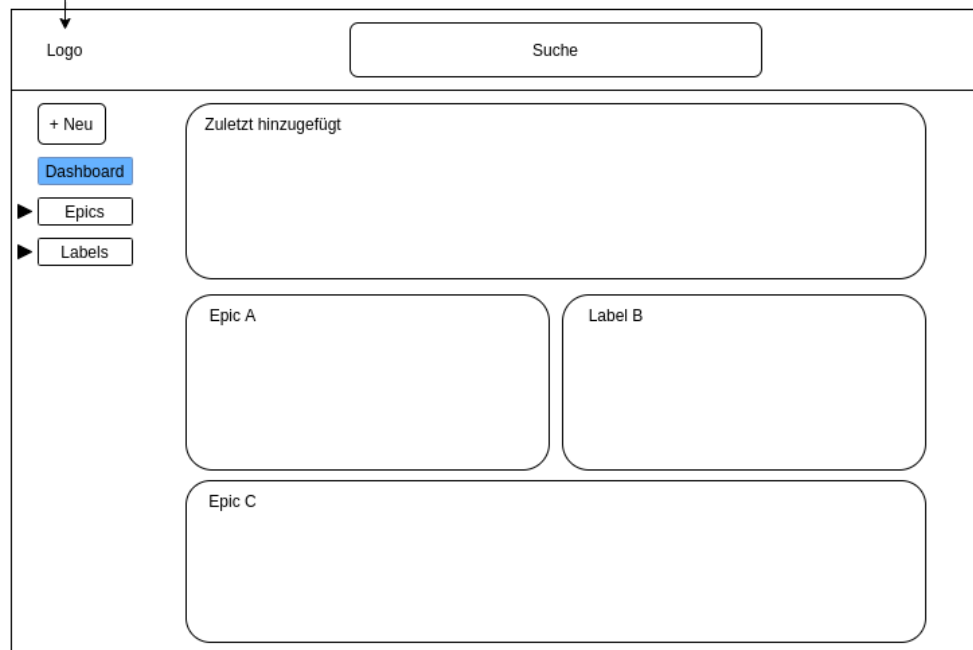 Logo
Suche
+ Neu
Dashboard
Epics
Labels
Zuletzt hinzugefügt
Epic A
Label B
Epic C